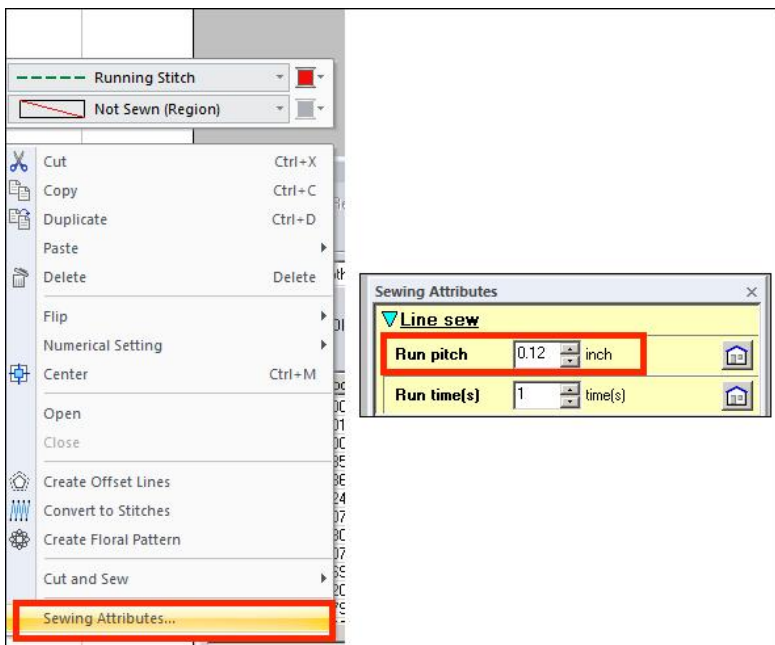 Running Stitch
Not Sewn (Region)
Cut Ctrl+X
Copy Ctrl+C
Duplicate Ctrl+D
Paste
Delete Delete
Flip
Numerical Setting
Center Ctrl+M
Open
Close
Create Offset Lines
Convert to Stitches
Create Floral Pattern
Cut and Sew
Sewing Attributes...
Sewing Attributes
Line sew
Run pitch 0.12 inch
Run time(s) 1 time(s)